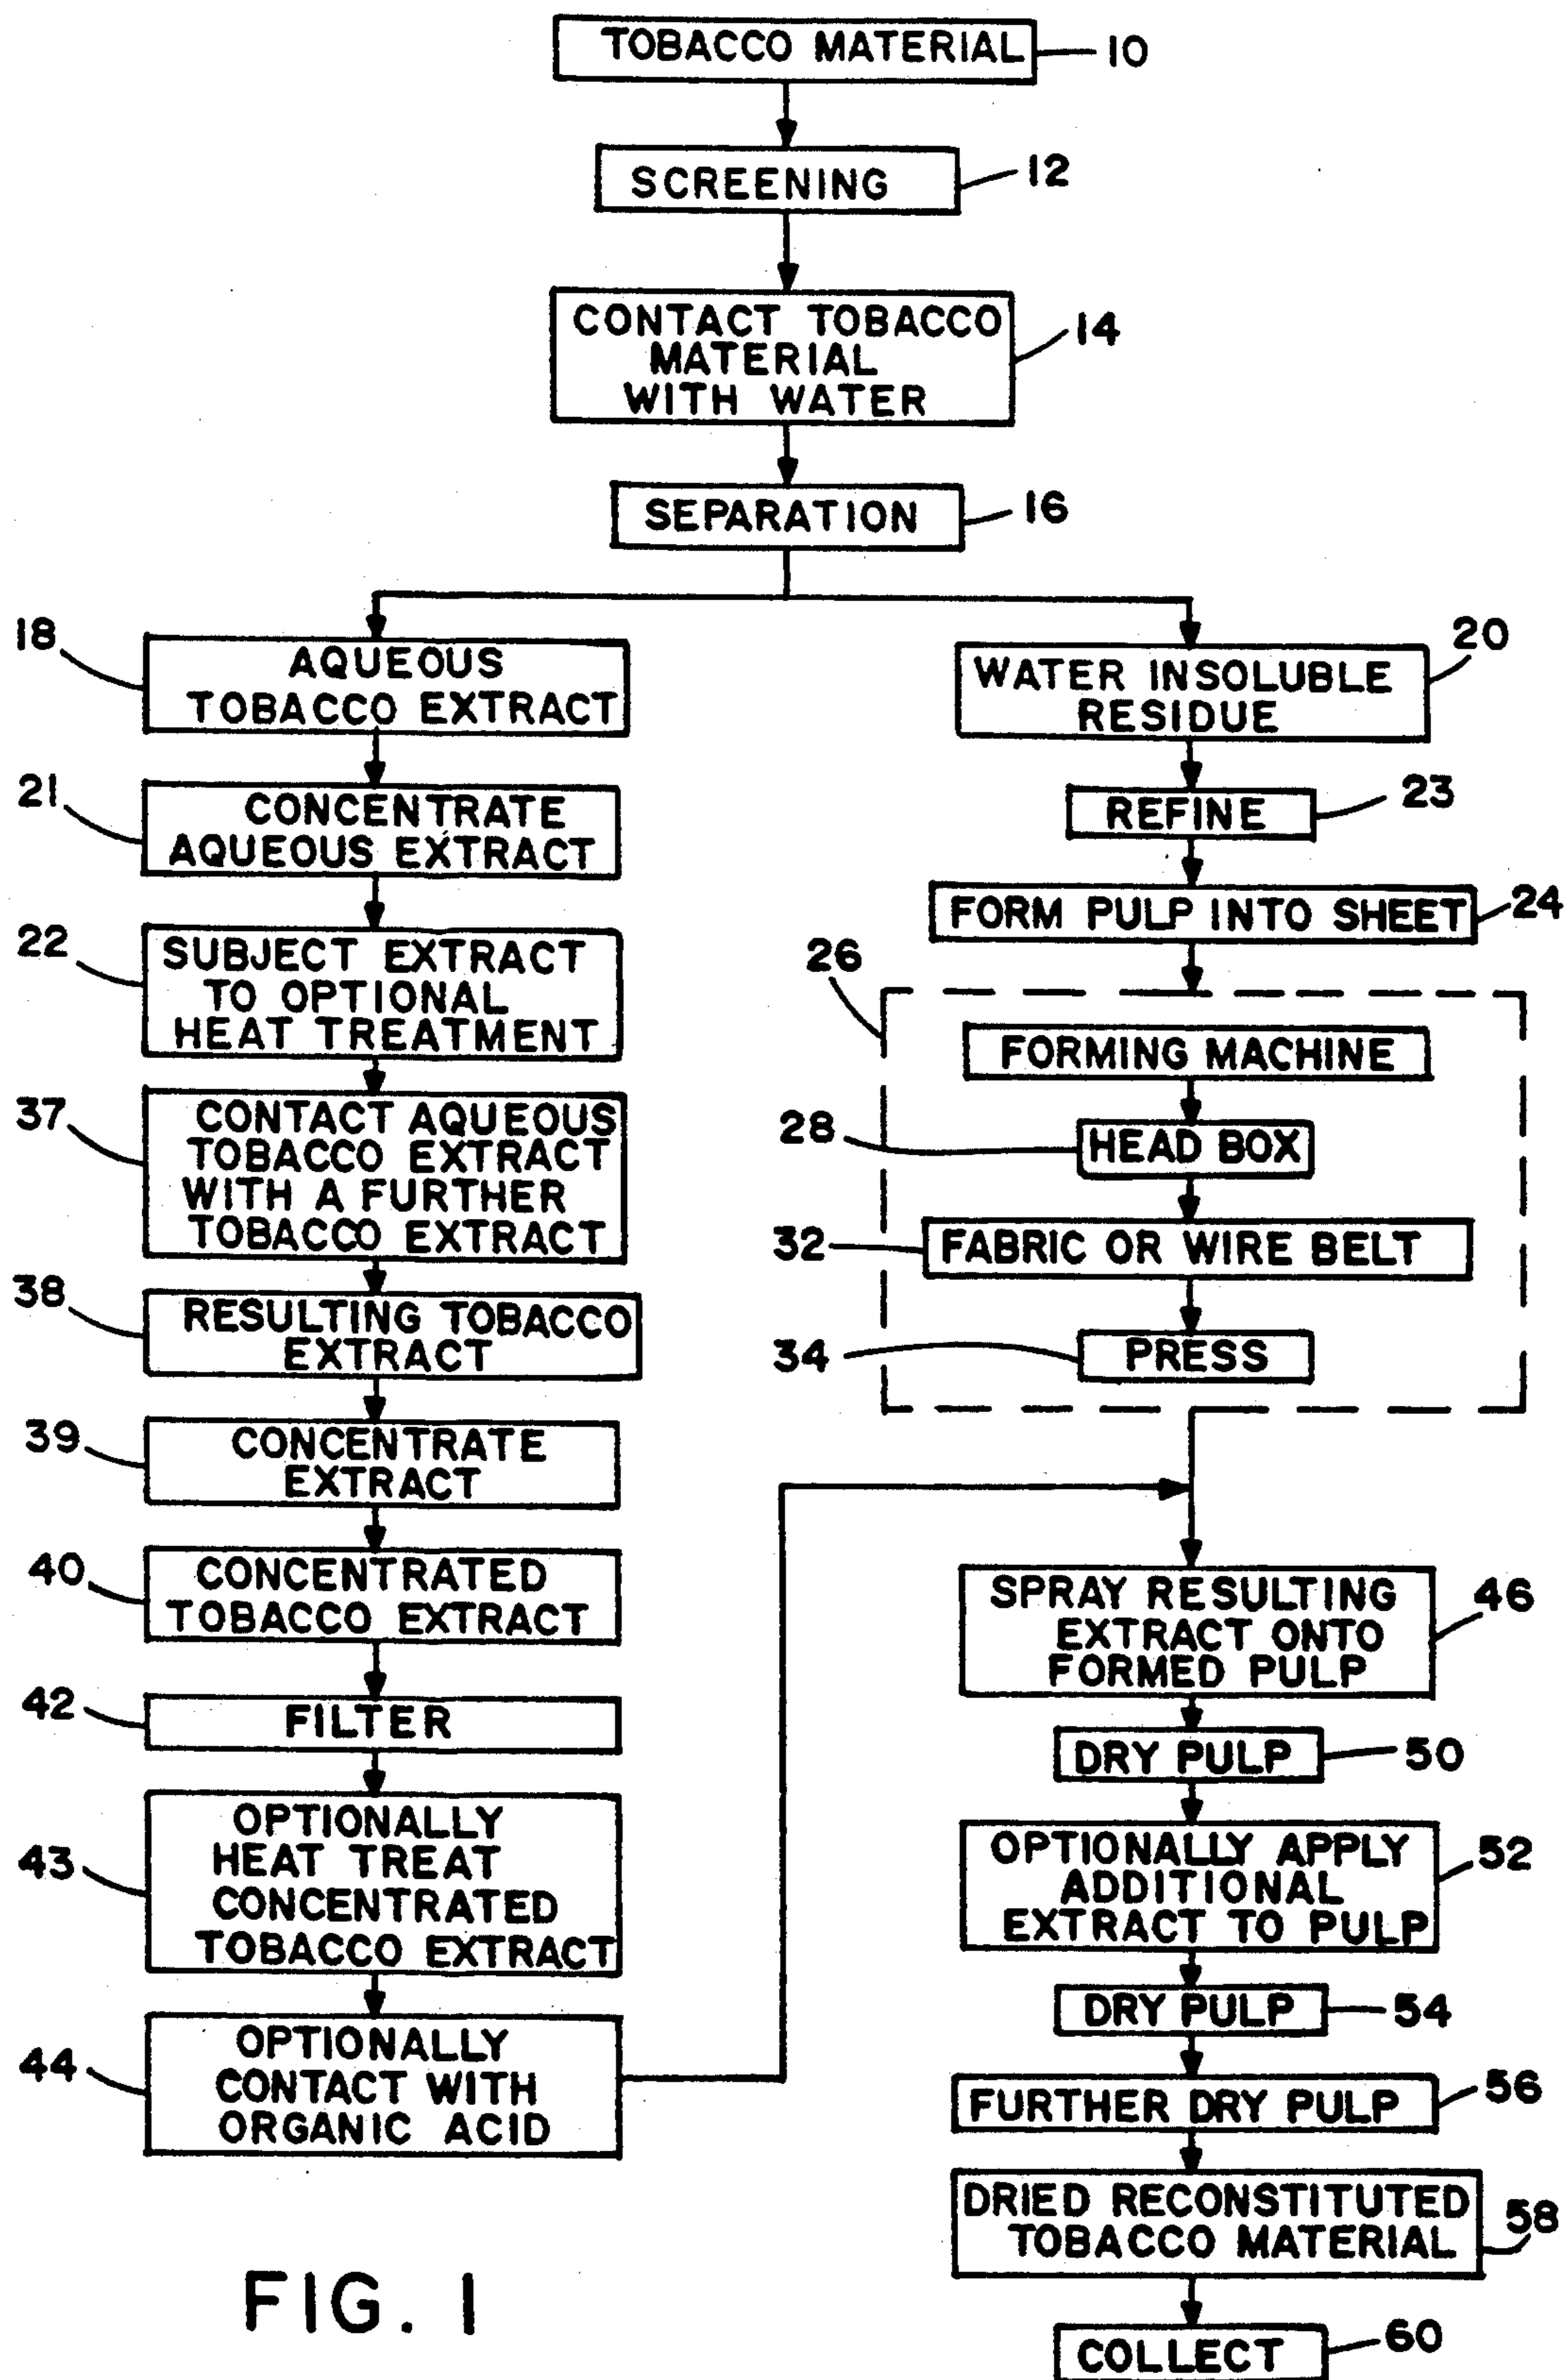 TOBACCO MATERIAL
10
SCREENING
12
CONTACT TOBACCO
MATERIAL
WITH WATER
14
SEPARATION
16
18
AQUEOUS
TOBACCO EXTRACT
21
CONCENTRATE
AQUEOUS EXTRACT
22
SUBJECT EXTRACT
TO OPTIONAL
HEAT TREATMENT
37
CONTACT AQUEOUS
TOBACCO EXTRACT
WITH A FURTHER
TOBACCO EXTRACT
38
RESULTING TOBACCO
EXTRACT
39
CONCENTRATE
EXTRACT
40
CONCENTRATED
TOBACCO EXTRACT
42
FILTER
43
OPTIONALLY
HEAT TREAT
CONCENTRATED
TOBACCO EXTRACT
44
OPTIONALLY
CONTACT WITH
ORGANIC ACID
20
WATER INSOLUBLE
RESIDUE
REFINE
23
FORM PULP INTO SHEET
24
26
FORMING MACHINE
28
HEAD BOX
32
FABRIC OR WIRE BELT
34
PRESS
SPRAY RESULTING
EXTRACT ONTO
FORMED PULP
46
DRY PULP
50
OPTIONALLY APPLY
ADDITIONAL
EXTRACT TO PULP
52
DRY PULP
54
FURTHER DRY PULP
56
DRIED RECONSTITUTED
TOBACCO MATERIAL
58
COLLECT
60
FIG. 1